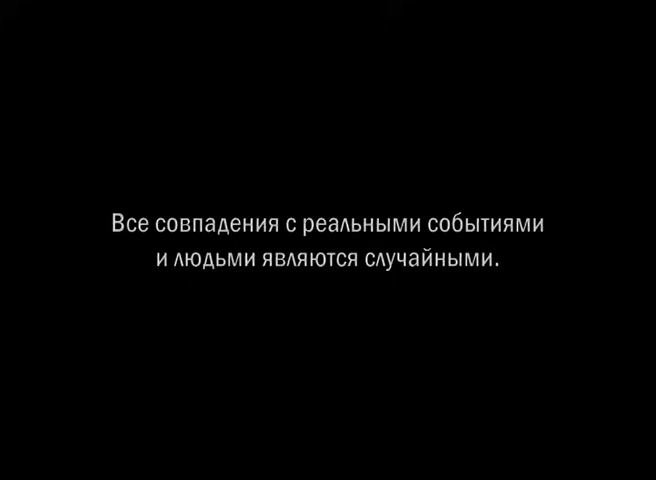 Все совпадения с реальными событиями
и людьми являются случайными.